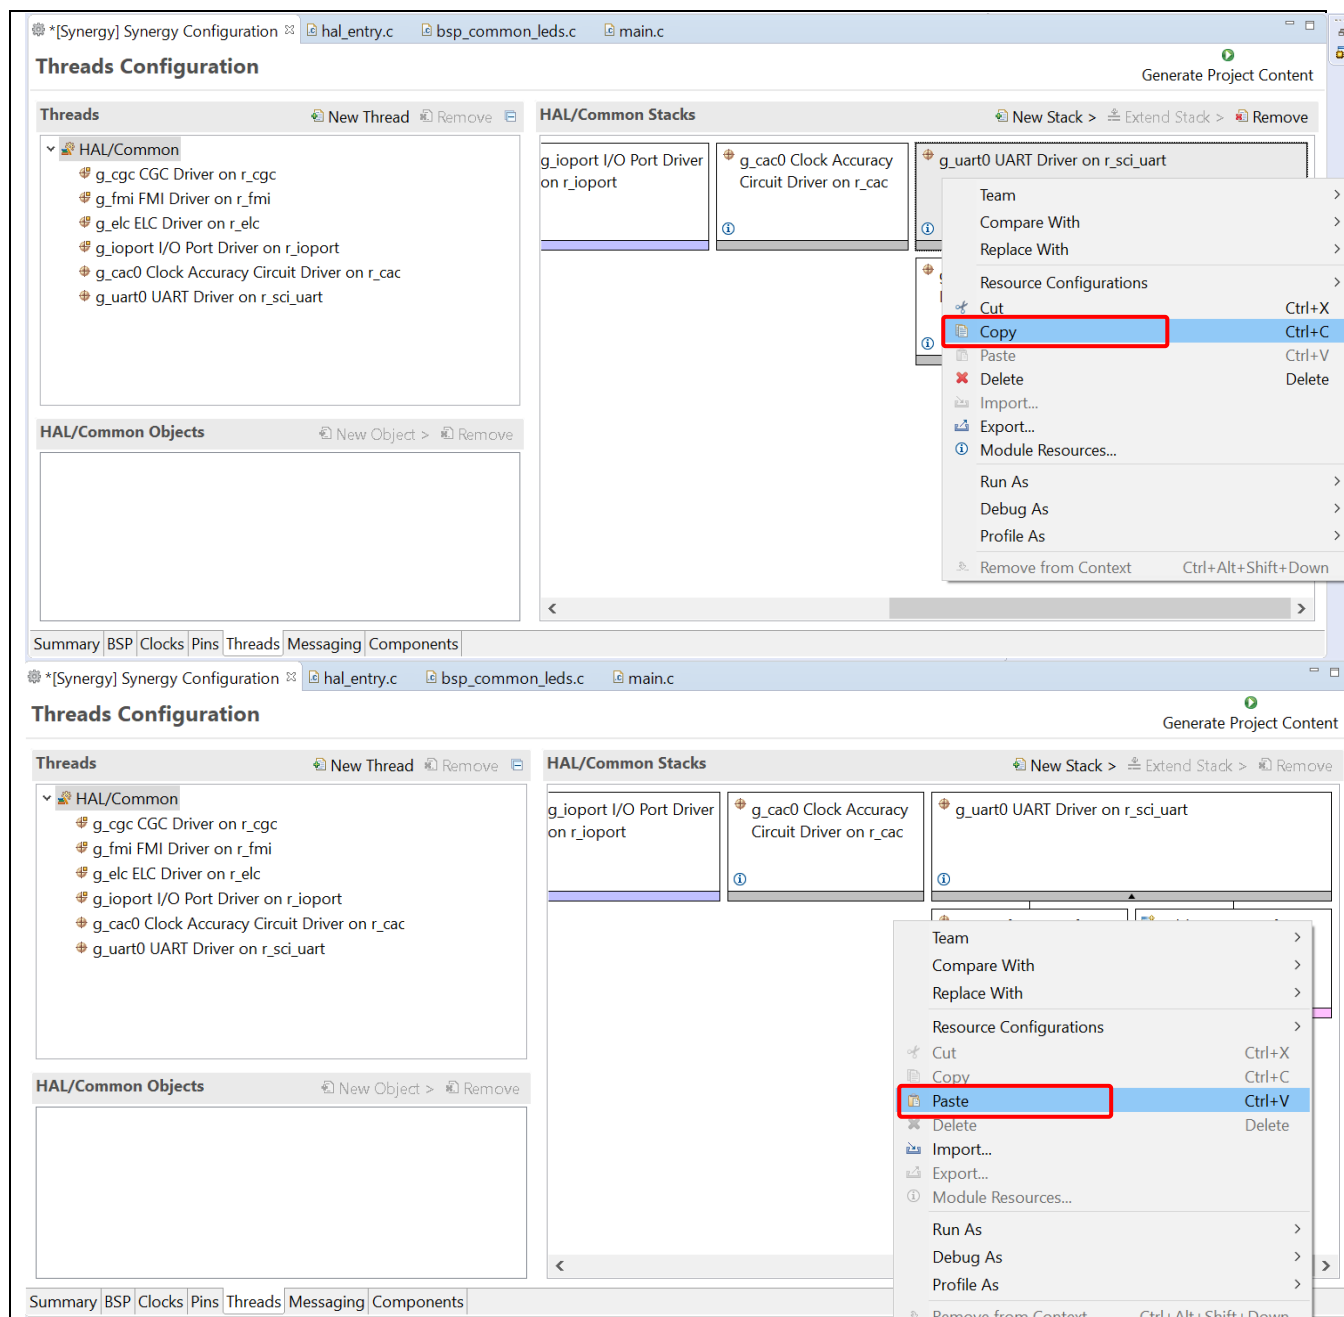 *[Synergy] Synergy Configuration hal_entry.c bsp_common_leds.c main.c
Threads Configuration
Generate Project Content
Threads New Thread Remove
HAL/Common
g_cgc CGC Driver on r_cgc
g_fmi FMI Driver on r_fmi
g_elc ELC Driver on r_elc
g_ioport I/O Port Driver on r_ioport
g_cac0 Clock Accuracy Circuit Driver on r_cac
g_uart0 UART Driver on r_sci_uart
HAL/Common Objects New Object > Remove
HAL/Common Stacks New Stack > Extend Stack > Remove
g_ioport I/O Port Driver
on r_ioport
g_cac0 Clock Accuracy
Circuit Driver on r_cac
g_uart0 UART Driver on r_sci_uart
Team
Compare With
Replace With
Resource Configurations
Cut Ctrl+X
Copy Ctrl+C
Paste Ctrl+V
Delete Delete
Import...
Export...
Module Resources...
Run As
Debug As
Profile As
Remove from Context Ctrl+Alt+Shift+Down
Summary BSP Clocks Pins Threads Messaging Components
*[Synergy] Synergy Configuration hal_entry.c bsp_common_leds.c main.c
Threads Configuration
Generate Project Content
Threads New Thread Remove
HAL/Common
g_cgc CGC Driver on r_cgc
g_fmi FMI Driver on r_fmi
g_elc ELC Driver on r_elc
g_ioport I/O Port Driver on r_ioport
g_cac0 Clock Accuracy Circuit Driver on r_cac
g_uart0 UART Driver on r_sci_uart
HAL/Common Objects New Object > Remove
HAL/Common Stacks New Stack > Extend Stack > Remove
g_ioport I/O Port Driver
on r_ioport
g_cac0 Clock Accuracy
Circuit Driver on r_cac
g_uart0 UART Driver on r_sci_uart
Team
Compare With
Replace With
Resource Configurations
Cut Ctrl+X
Copy Ctrl+C
Paste Ctrl+V
Delete Delete
Import...
Export...
Module Resources...
Run As
Debug As
Profile As
Remove from Context Ctrl+Alt+Shift+Down
Summary BSP Clocks Pins Threads Messaging Components